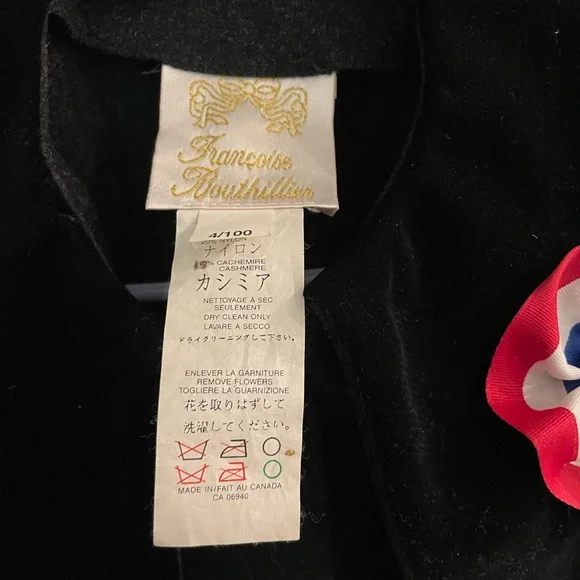 Françoise
Bouthillier
4/100
20% NYLON
ナイロン
% CACHEMIRE
CASHMERE
カシミア
NETTOYAGE À SEC
SEULEMENT
DRY CLEAN ONLY
LAVARE A SECCO
ドライクリーニングして下さい。
ENLEVER LA GARNITURE
REMOVE FLOWERS
TOGLIERE LA GUARNIZIONE
花を取りはずして
洗濯してください。
MADE IN/FAIT AU CANADA
CA 06940